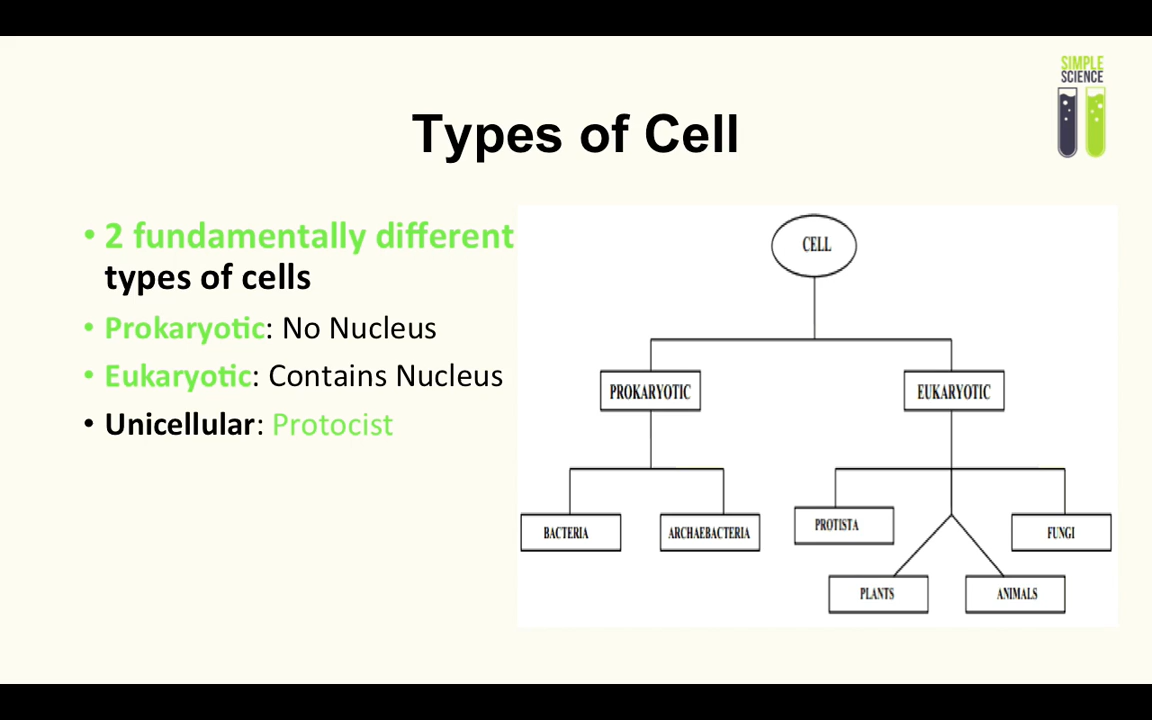 SIMPLE
SCIENCE
Types of Cell
• 2 fundamentally different
types of cells
• Prokaryotic: No Nucleus
• Eukaryotic: Contains Nucleus
• Unicellular: Protocist
CELL
PROKARYOTIC
EUKARYOTIC
BACTERIA
ARCHAEBACTERIA
PROTISTA
FUNGI
PLANTS
ANIMALS